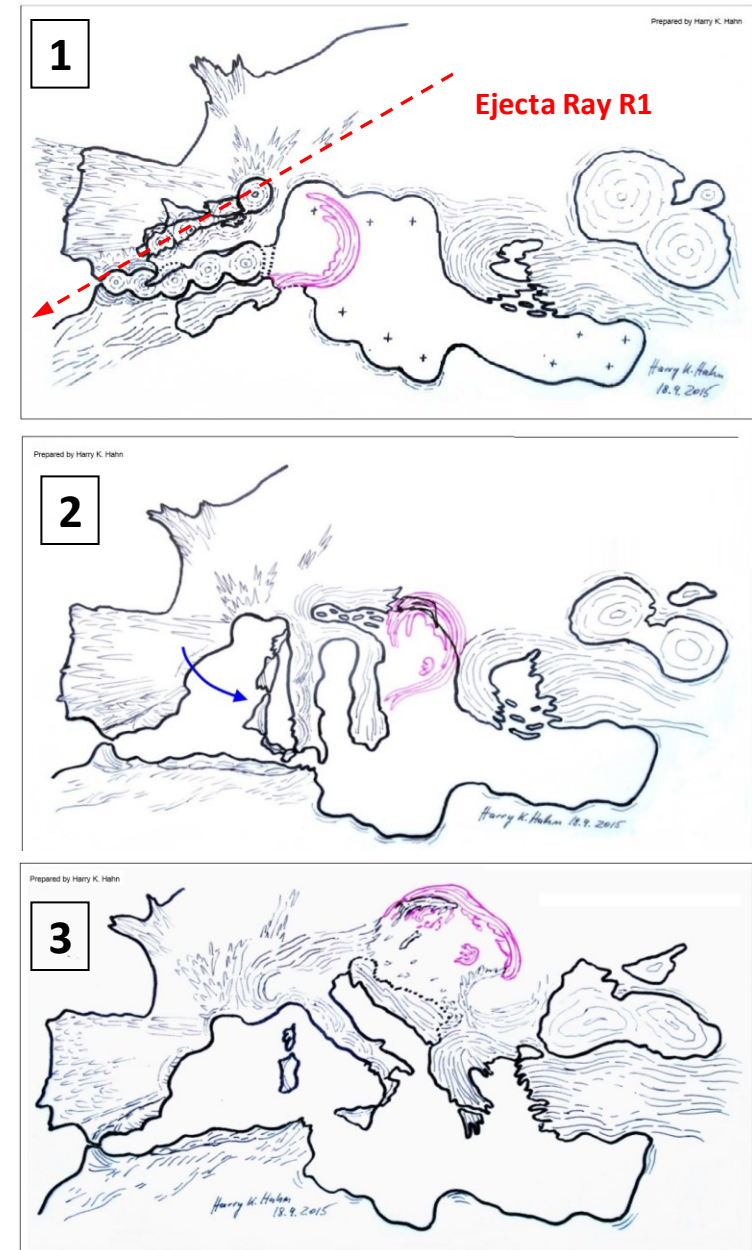 Prepared by Harry K. Hahn
1
Ejecta Ray R1
Harry K. Hahn
18.9.2015
Prepared by Harry K. Hahn
2
Harry K. Hahn 18.9.2015
Prepared by Harry K. Hahn
3
Harry K. Hahn
18.9.2015